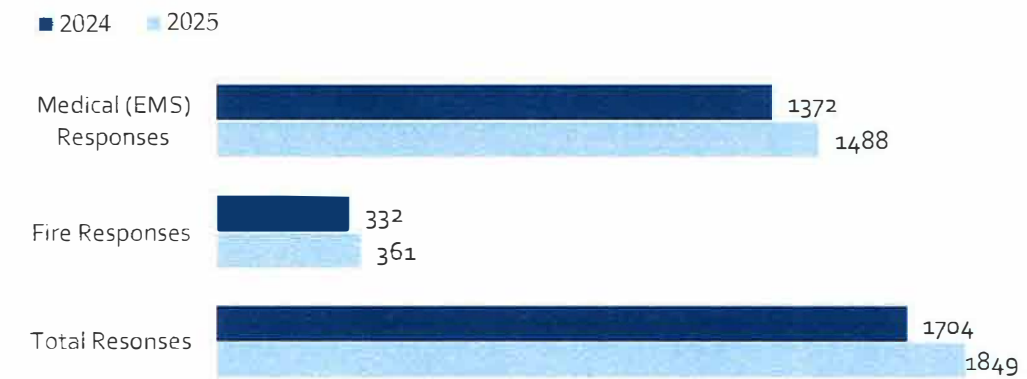 2024 2025
Medical (EMS)
Responses
1372
1488
Fire Responses
332
361
Total Resonses
1704
1849